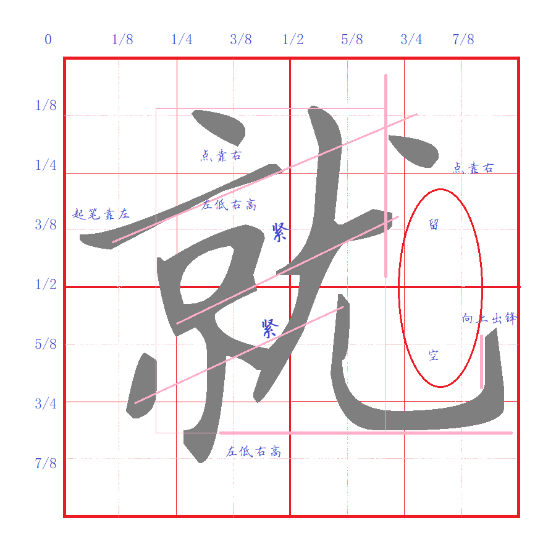 0 1/8 1/4 3/8 1/2 5/8 3/4 7/8
1/8
点靠右
1/4
点靠右
起笔靠左
左低右高
3/8
留
紧
就
1/2
向上出锋
紧
5/8
空
3/4
左低右高
7/8